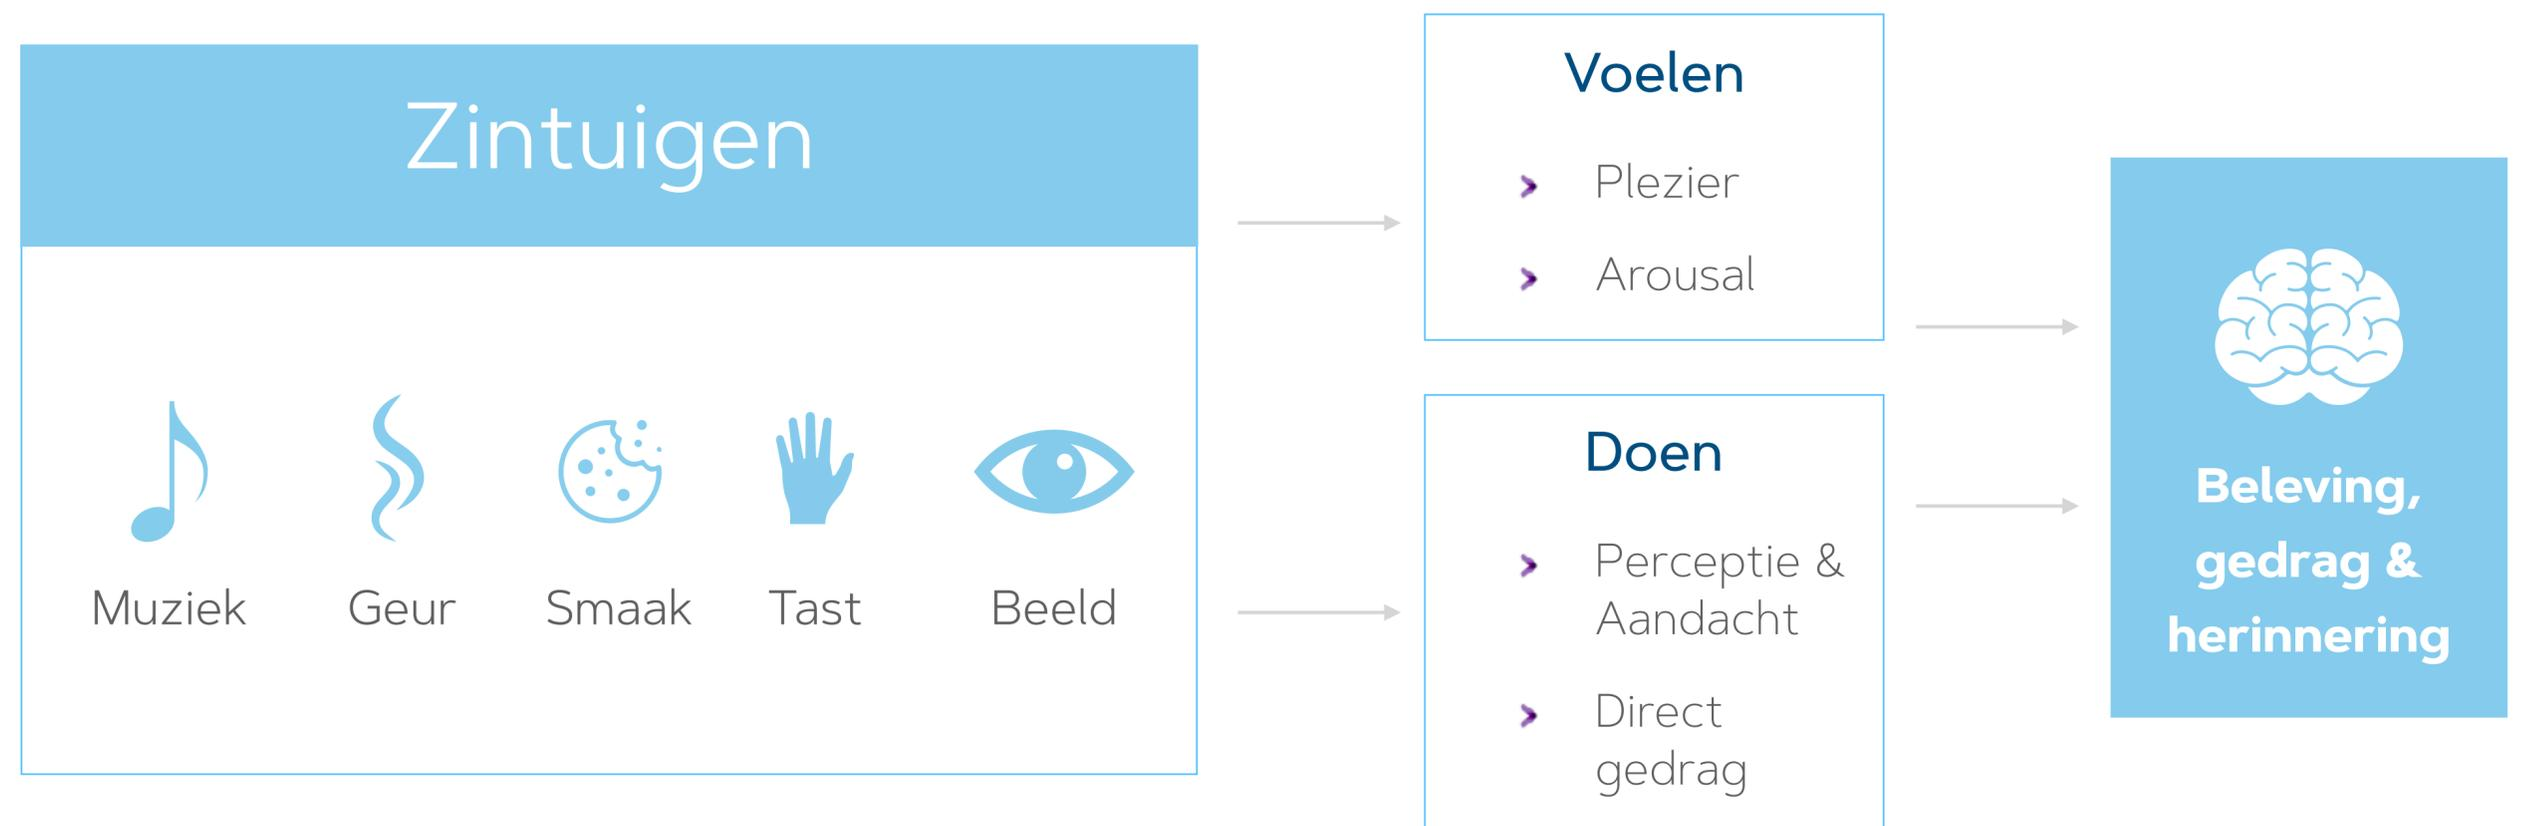 Zintuigen
Muziek
Geur
Smaak
Tast
Beeld
Voelen
Plezier
Arousal
Doen
Perceptie &
Aandacht
Direct
gedrag
Beleving,
gedrag &
herinnering